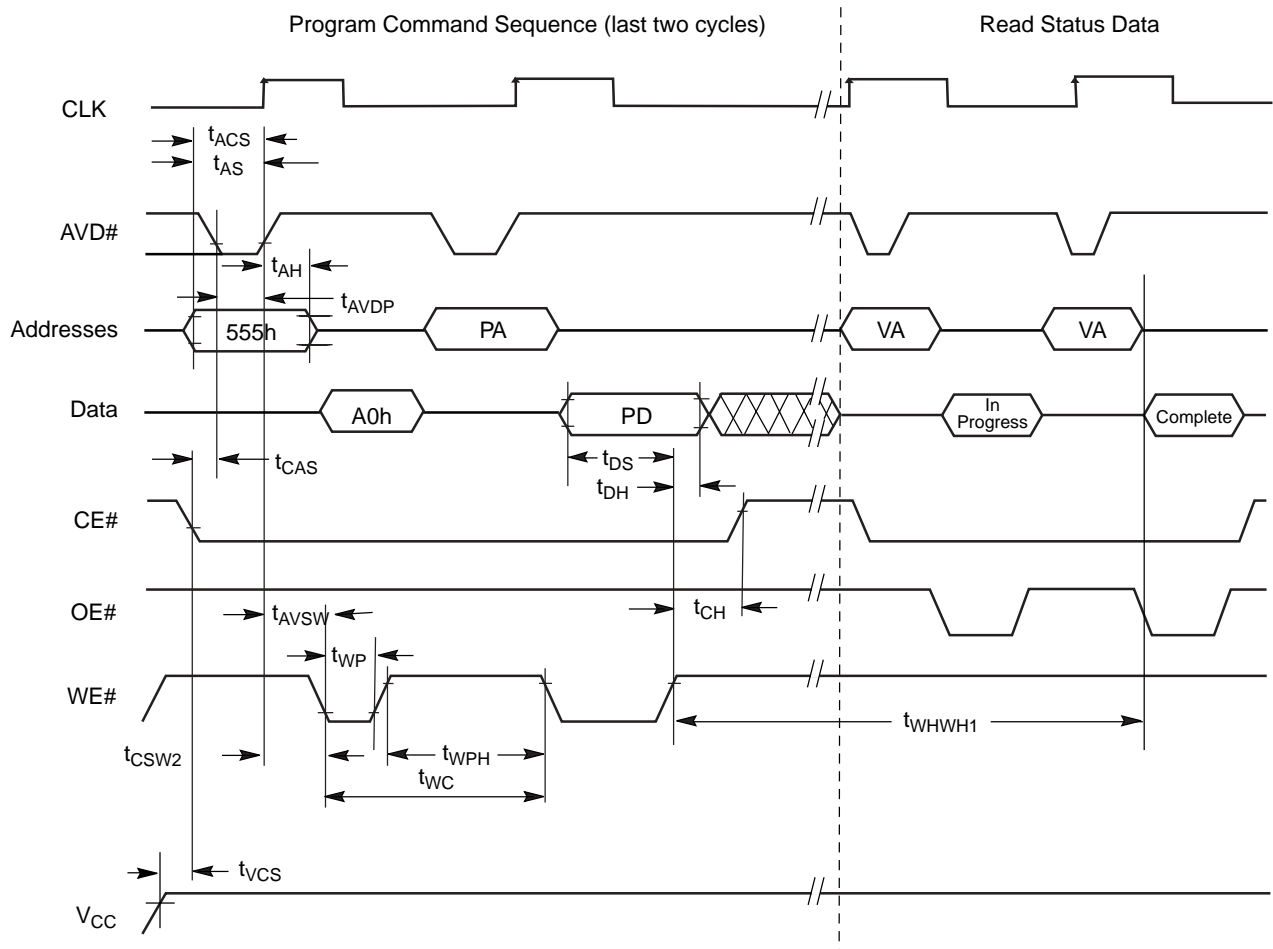 Program Command Sequence (last two cycles)
Read Status Data
CLK
tACS
tAS
AVD#
tAH
tAVDP
Addresses
555h
PA
VA
VA
Data
A0h
PD
In
Progress
Complete
tCAS
tDS
tDH
CE#
OE#
tAVSW
tCH
tWP
WE#
tWHWH1
tCSW2
tWPH
tWC
tVCS
VCC